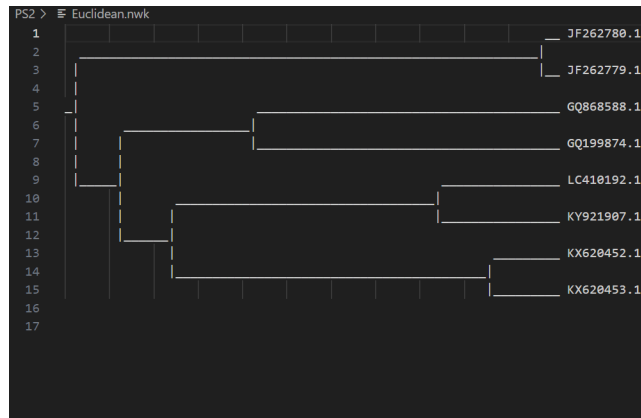 PS2 > Euclidean.nwk
1 JF262780.1
2
3 JF262779.1
4
5 GQ868588.1
6
7 GQ199874.1
8
9 LC410192.1
10
11 KY921907.1
12
13 KX620452.1
14
15 KX620453.1
16
17